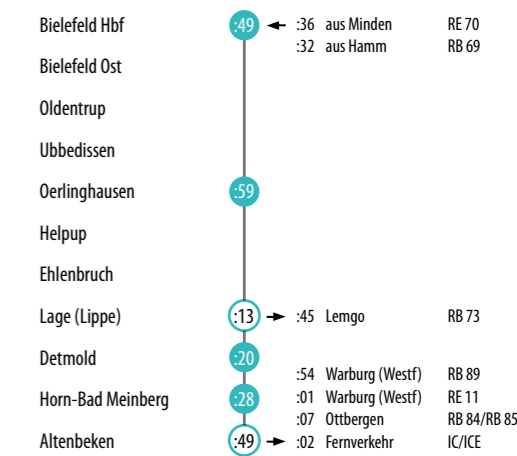 Bielefeld Hbf :49 :36 aus Minden RE 70
:32 aus Hamm RB 69
Bielefeld Ost
Oldentrup
Ubbedissen
Oerlinghausen :59
Helpup
Ehlenbruch
Lage (Lippe) :13 :45 Lemgo RB 73
Detmold :20
:54 Warburg (Westf) RB 89
Horn-Bad Meinberg :28 :01 Warburg (Westf) RE 11
:07 Ottbergen RB 84/RB 85
Altenbeken :49 :02 Fernverkehr IC/ICE